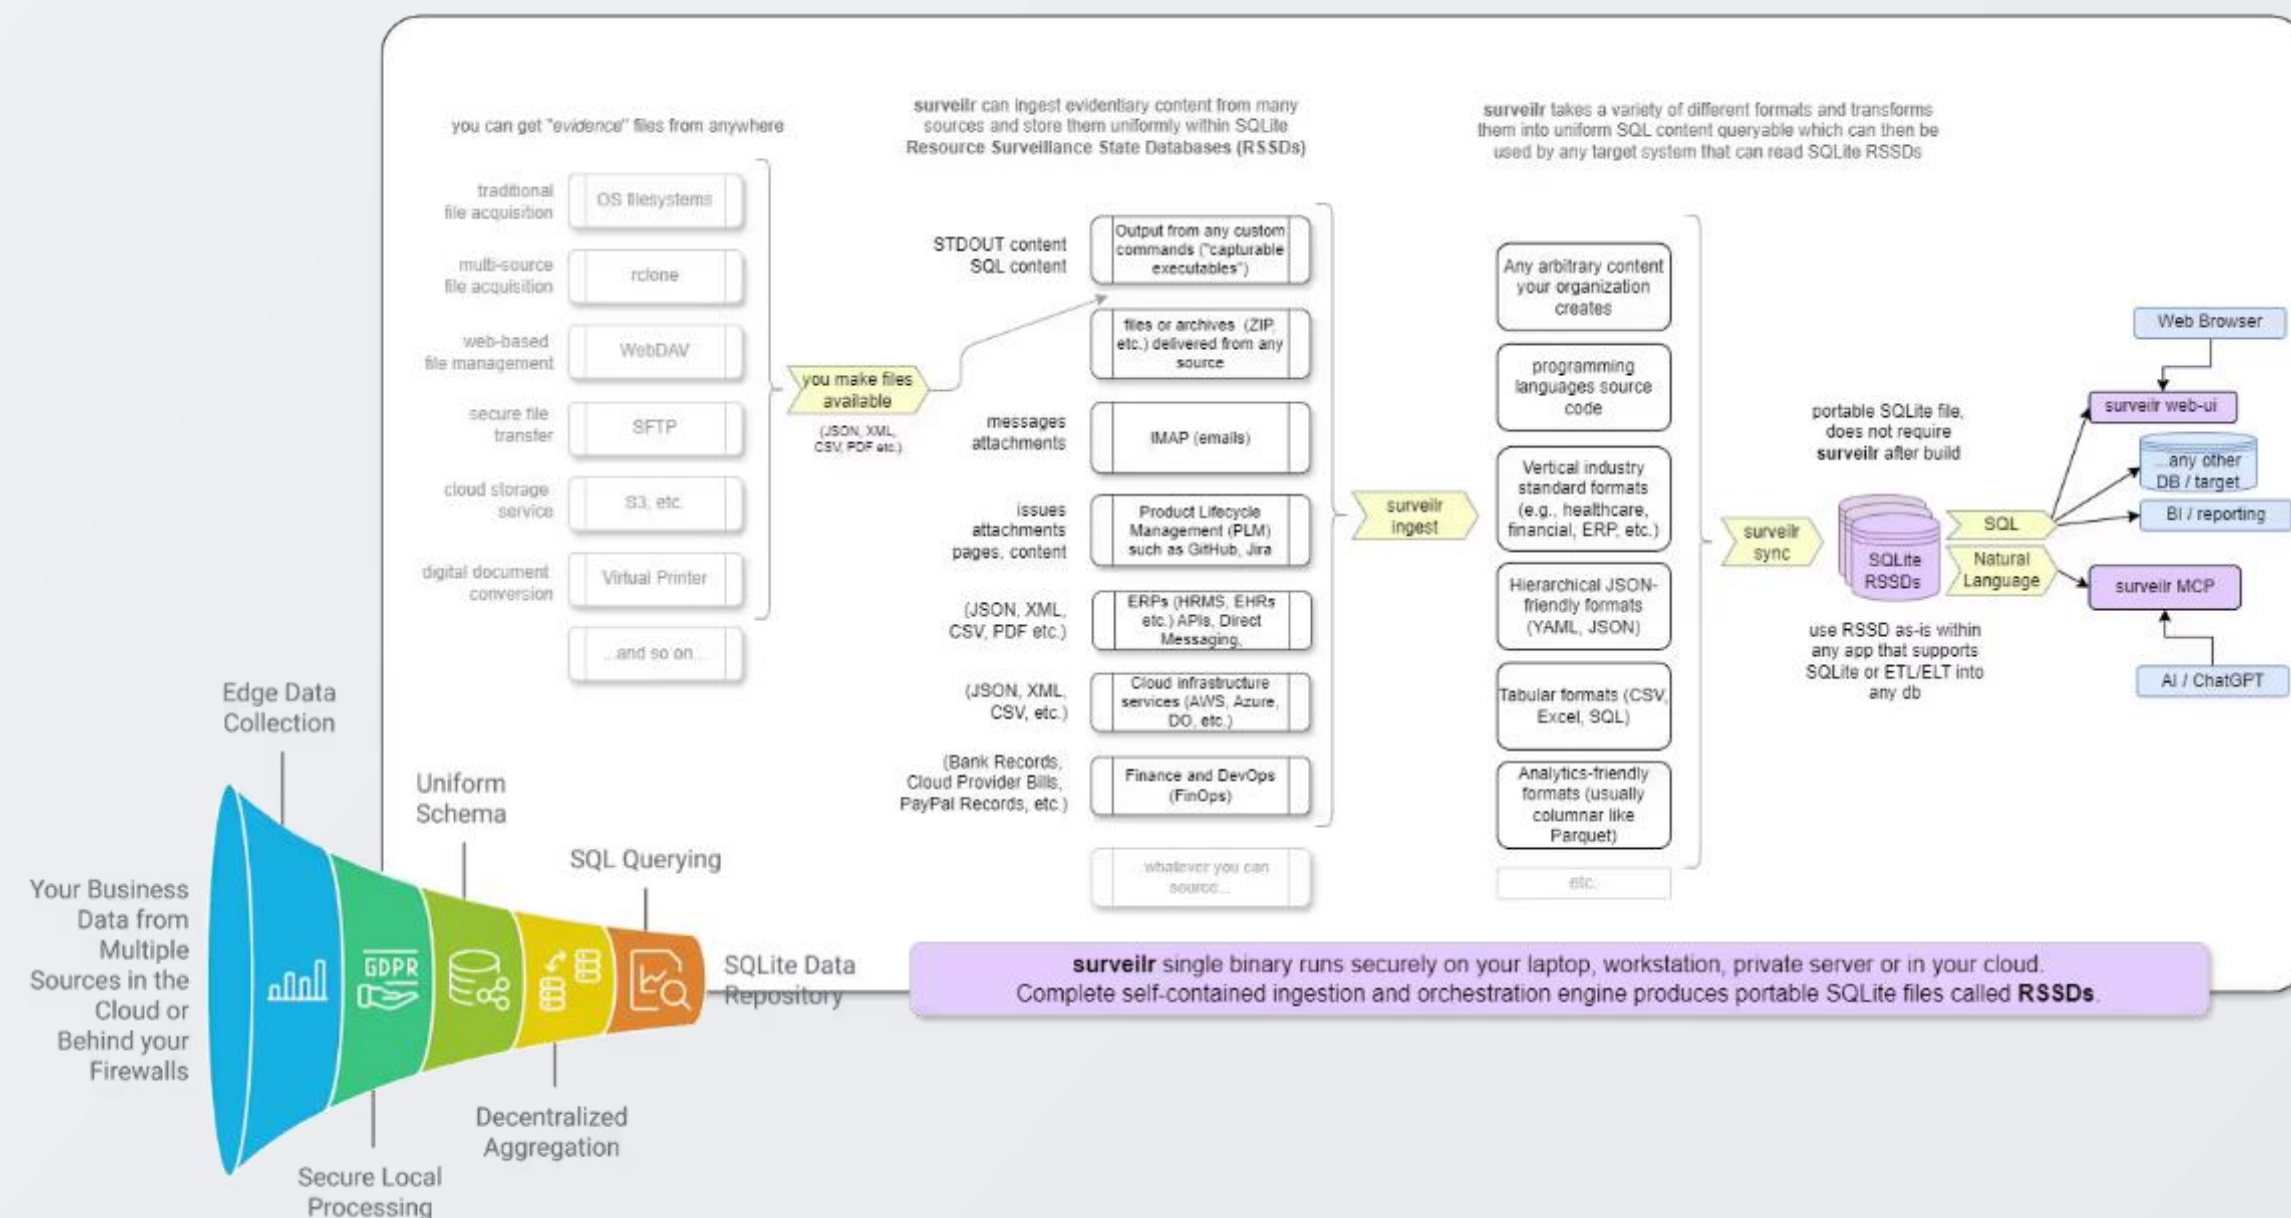 you can get "evidence" files from anywhere
traditional
file acquisition
OS filesystems
multi-source
file acquisition
rclone
web-based
file management
WebDAV
secure file
transfer
SFTP
cloud storage
service
S3, etc.
digital document
conversion
Virtual Printer
...and so on...
you make files
available
(JSON, XML,
CSV, PDF etc.)
surveilr can ingest evidentiary content from many
sources and store them uniformly within SQLite
Resource Surveillance State Databases (RSSDs)
STDOUT content
SQL content
Output from any custom
commands ("capturable
executables")
files or archives (ZIP,
etc.) delivered from any
source
messages
attachments
IMAP (emails)
issues
attachments
pages, content
Product Lifecycle
Management (PLM)
such as GitHub, Jira
(JSON, XML,
CSV, PDF etc.)
ERPs (HRMS, EHRs
etc.) APIs, Direct
Messaging,
(JSON, XML,
CSV, etc.)
Cloud infrastructure
services (AWS, Azure,
DO, etc.)
(Bank Records,
Cloud Provider Bills,
PayPal Records, etc.)
Finance and DevOps
(FinOps)
...whatever you can
source...
surveilr
ingest
surveilr takes a variety of different formats and transforms
them into uniform SQL content queryable which can then be
used by any target system that can read SQLite RSSDs
Any arbitrary content
your organization
creates
programming
languages source
code
Vertical industry
standard formats
(e.g., healthcare,
financial, ERP, etc.)
Hierarchical JSON-
friendly formats
(YAML, JSON)
Tabular formats (CSV,
Excel, SQL)
Analytics-friendly
formats (usually
columnar like
Parquet)
etc.
surveilr
sync
portable SQLite file,
does not require
surveilr after build
SQLite
RSSDs
use RSSD as-is within
any app that supports
SQLite or ETL/ELT into
any db
SQL
Natural
Language
Web Browser
surveilr web-ui
...any other
DB / target
BI / reporting
surveilr MCP
AI / ChatGPT
Edge Data
Collection
Uniform
Schema
SQL Querying
Your Business
Data from
Multiple
Sources in the
Cloud or
Behind your
Firewalls
GDPR
SQLite Data
Repository
Decentralized
Aggregation
Secure Local
Processing
surveilr single binary runs securely on your laptop, workstation, private server or in your cloud.
Complete self-contained ingestion and orchestration engine produces portable SQLite files called RSSDs.